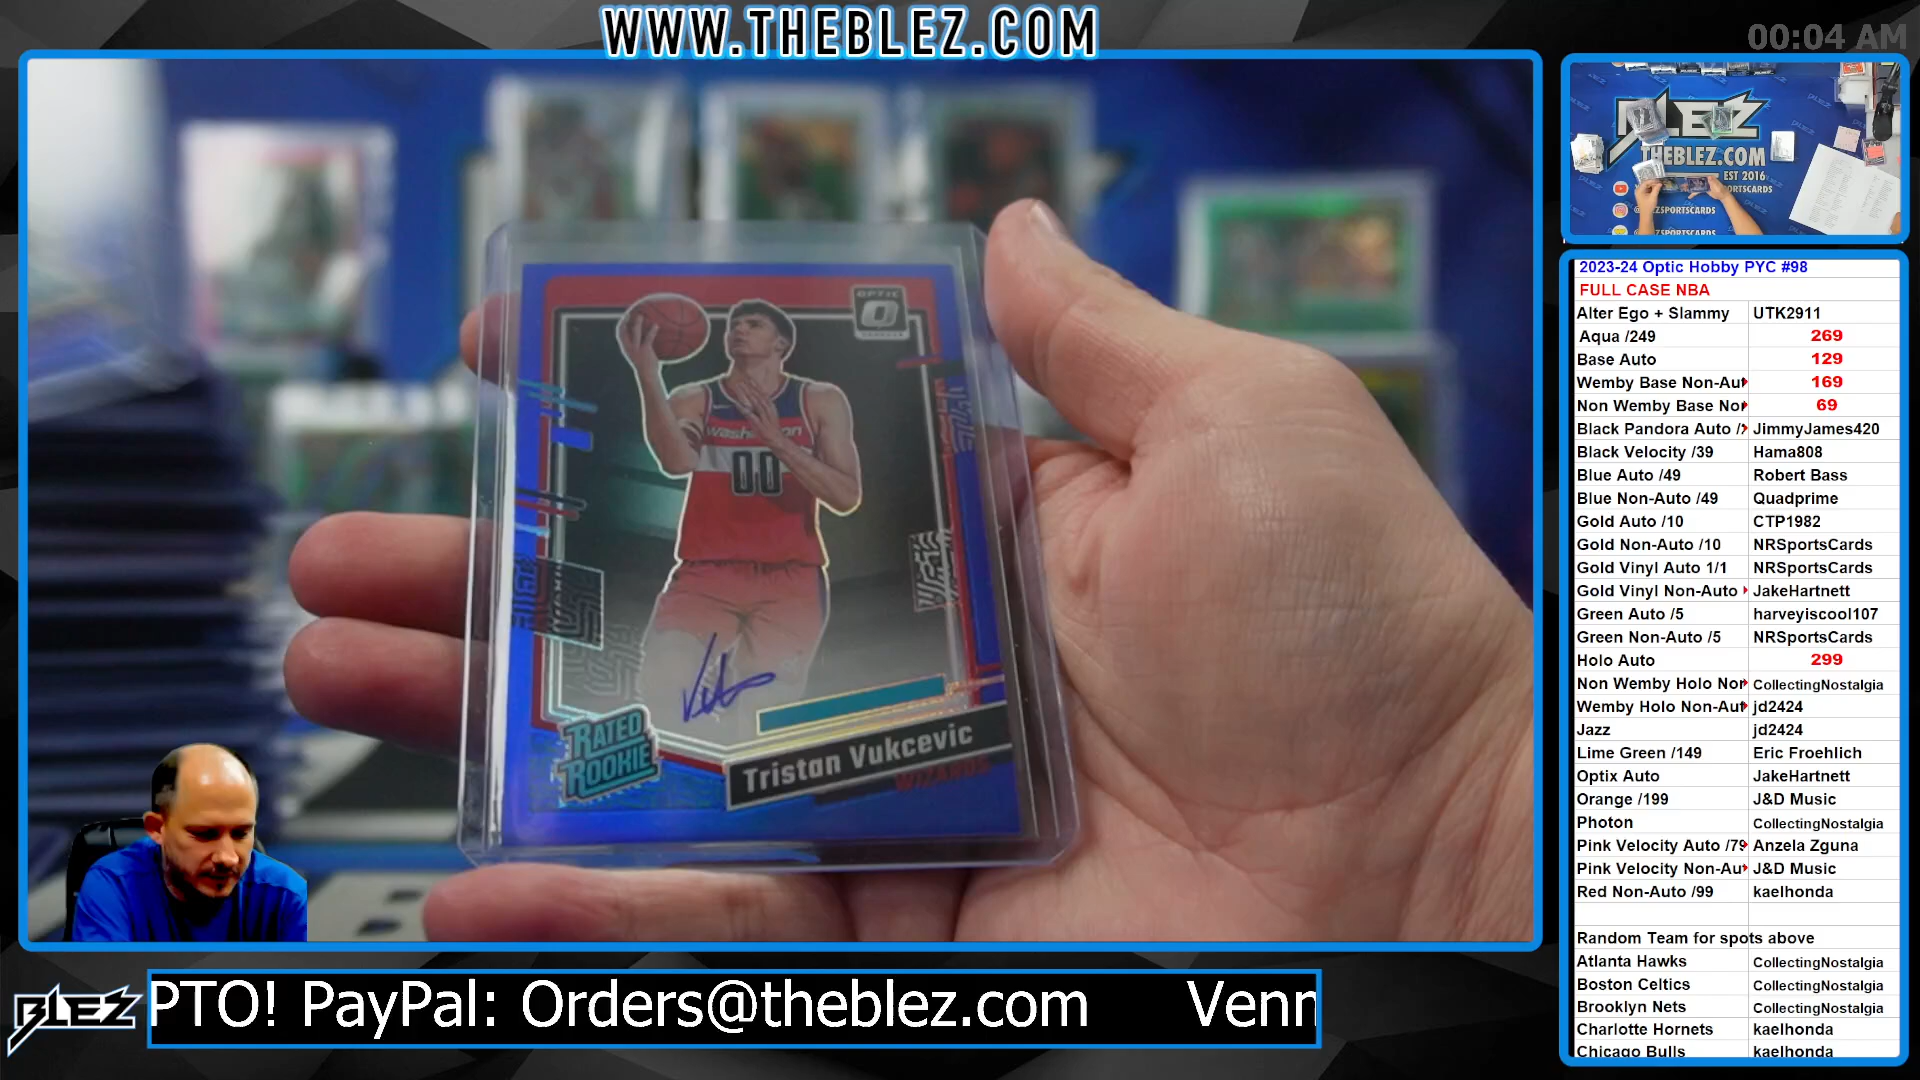 WWW.THEBLEZ.COM
00:04 AM
BLEZ
THEBLEZ.COM
EST 2016
OPTIC
washington
00
RATED
ROOKIE
Tristan Vukcevic
WIZARDS
2023-24 Optic Hobby PYC #98
FULL CASE NBA
Alter Ego + Slammy UTK2911
Aqua /249 269
Base Auto 129
Wemby Base Non-Aut 169
Non Wemby Base Nor 69
Black Pandora Auto / JimmyJames420
Black Velocity /39 Hama808
Blue Auto /49 Robert Bass
Blue Non-Auto /49 Quadprime
Gold Auto /10 CTP1982
Gold Non-Auto /10 NRSportsCards
Gold Vinyl Auto 1/1 NRSportsCards
Gold Vinyl Non-Auto JakeHartnett
Green Auto /5 harveyiscool107
Green Non-Auto /5 NRSportsCards
Holo Auto 299
Non Wemby Holo Nor CollectingNostalgia
Wemby Holo Non-Aut jd2424
Jazz jd2424
Lime Green /149 Eric Froehlich
Optix Auto JakeHartnett
Orange /199 J&D Music
Photon CollectingNostalgia
Pink Velocity Auto /79 Anzela Zguna
Pink Velocity Non-Au J&D Music
Red Non-Auto /99 kaelhonda
Random Team for spots above
Atlanta Hawks CollectingNostalgia
Boston Celtics CollectingNostalgia
Brooklyn Nets CollectingNostalgia
Charlotte Hornets kaelhonda
Chicago Bulls kaelhonda
BLEZ
PTO! PayPal: Orders@theblez.com Venn